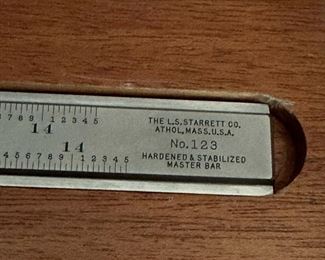 7 8 9 1 2 3 4 5
14
THE L.S. STARRETT CO.
ATHOL, MASS. U.S.A.
No. 123
HARDENED & STABILIZED
MASTER BAR
14
4 5 6 7 8 9 1 2 3 4 5